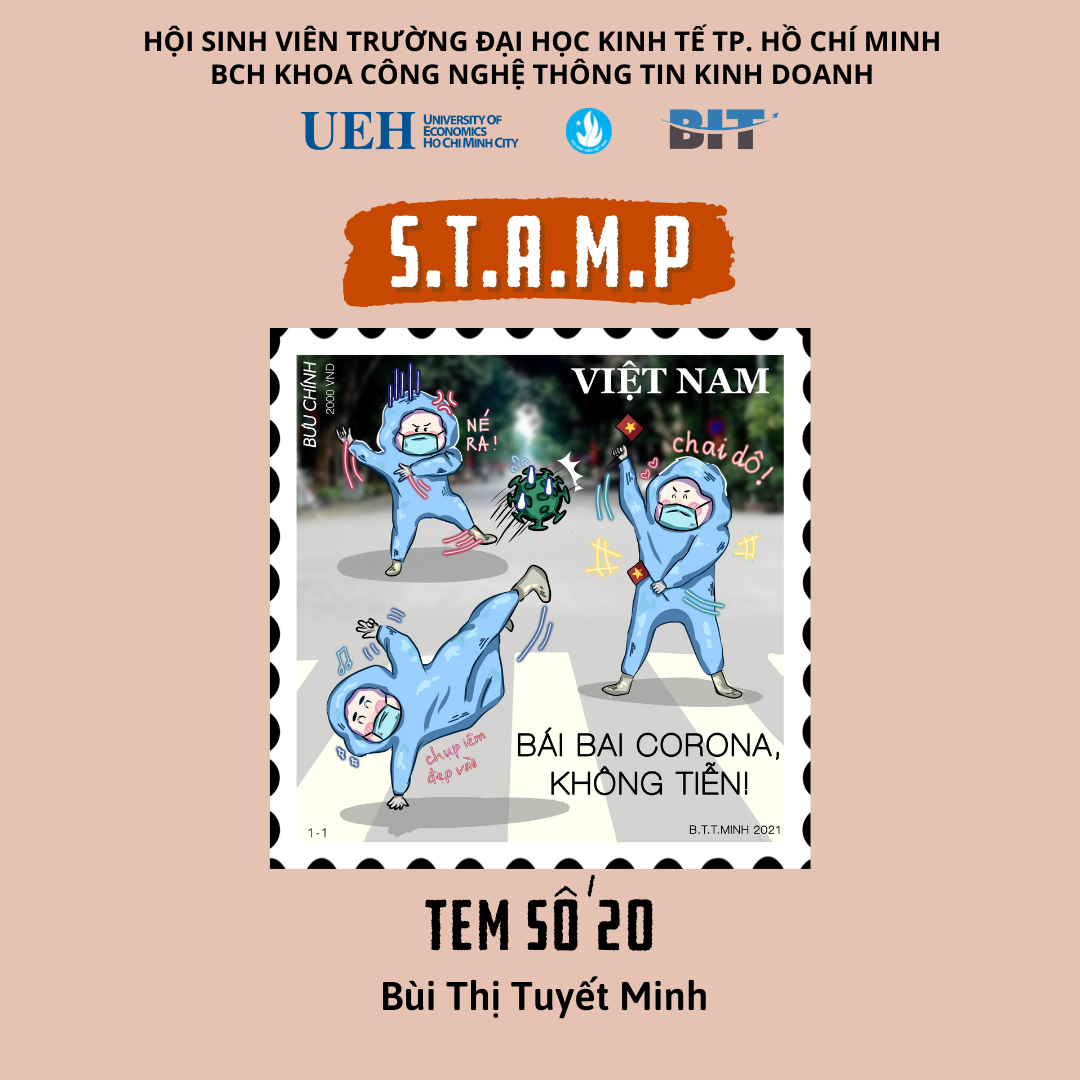 HỘI SINH VIÊN TRƯỜNG ĐẠI HỌC KINH TẾ TP. HỒ CHÍ MINH
BCH KHOA CÔNG NGHỆ THÔNG TIN KINH DOANH
UEH UNIVERSITY OF
ECONOMICS
HO CHI MINH CITY
BIT
S.T.A.M.P
BƯU CHÍNH
2000 VND
VIỆT NAM
NÉ
RA!
chai dô!
chụp iêm
đẹp vào
BÁI BAI CORONA,
KHÔNG TIỄN!
1-1
B.T.T.MINH 2021
TEM SỐ 20
Bùi Thị Tuyết Minh